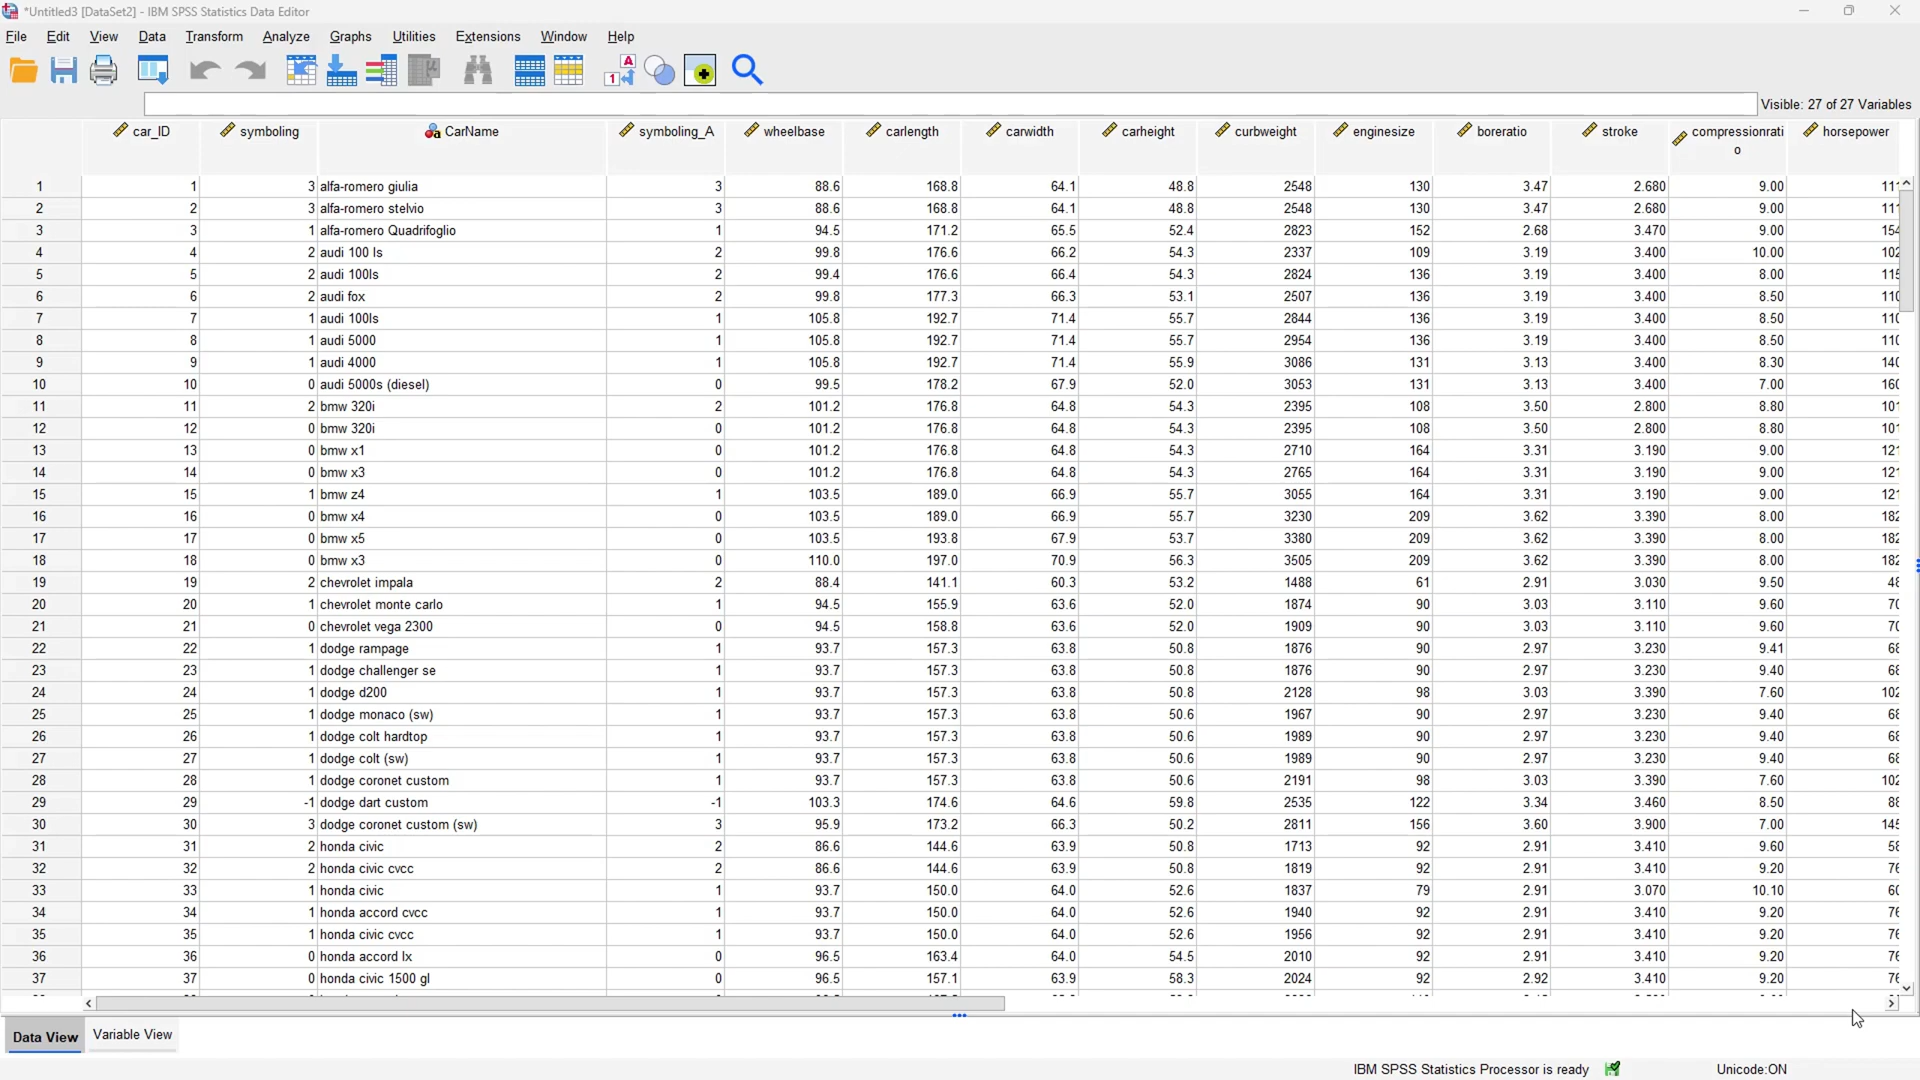 *Untitled3 [DataSet2] - IBM SPSS Statistics Data Editor
File Edit View Data Transform Analyze Graphs Utilities Extensions Window Help
Visible: 27 of 27 Variables
car_ID symboling CarName symboling_A wheelbase carlength carwidth carheight curbweight enginesize boreratio stroke compressionrati horsepower
o
1 1 3 alfa-romero giulia 3 88.6 168.8 64.1 48.8 2548 130 3.47 2.680 9.00 111
2 2 3 alfa-romero stelvio 3 88.6 168.8 64.1 48.8 2548 130 3.47 2.680 9.00 111
3 3 1 alfa-romero Quadrifoglio 1 94.5 171.2 65.5 52.4 2823 152 2.68 3.470 9.00 154
4 4 2 audi 100 ls 2 99.8 176.6 66.2 54.3 2337 109 3.19 3.400 10.00 102
5 5 2 audi 100ls 2 99.4 176.6 66.4 54.3 2824 136 3.19 3.400 8.00 115
6 6 2 audi fox 2 99.8 177.3 66.3 53.1 2507 136 3.19 3.400 8.50 110
7 7 1 audi 100ls 1 105.8 192.7 71.4 55.7 2844 136 3.19 3.400 8.50 110
8 8 1 audi 5000 1 105.8 192.7 71.4 55.7 2954 136 3.19 3.400 8.50 110
9 9 1 audi 4000 1 105.8 192.7 71.4 55.9 3086 131 3.13 3.400 8.30 140
10 10 0 audi 5000s (diesel) 0 99.5 178.2 67.9 52.0 3053 131 3.13 3.400 7.00 160
11 11 2 bmw 320i 2 101.2 176.8 64.8 54.3 2395 108 3.50 2.800 8.80 101
12 12 0 bmw 320i 0 101.2 176.8 64.8 54.3 2395 108 3.50 2.800 8.80 101
13 13 0 bmw x1 0 101.2 176.8 64.8 54.3 2710 164 3.31 3.190 9.00 121
14 14 0 bmw x3 0 101.2 176.8 64.8 54.3 2765 164 3.31 3.190 9.00 121
15 15 1 bmw z4 1 103.5 189.0 66.9 55.7 3055 164 3.31 3.190 9.00 121
16 16 0 bmw x4 0 103.5 189.0 66.9 55.7 3230 209 3.62 3.390 8.00 182
17 17 0 bmw x5 0 103.5 193.8 67.9 53.7 3380 209 3.62 3.390 8.00 182
18 18 0 bmw x3 0 110.0 197.0 70.9 56.3 3505 209 3.62 3.390 8.00 182
19 19 2 chevrolet impala 2 88.4 141.1 60.3 53.2 1488 61 2.91 3.030 9.50 48
20 20 1 chevrolet monte carlo 1 94.5 155.9 63.6 52.0 1874 90 3.03 3.110 9.60 70
21 21 0 chevrolet vega 2300 0 94.5 158.8 63.6 52.0 1909 90 3.03 3.110 9.60 70
22 22 1 dodge rampage 1 93.7 157.3 63.8 50.8 1876 90 2.97 3.230 9.41 68
23 23 1 dodge challenger se 1 93.7 157.3 63.8 50.8 1876 90 2.97 3.230 9.40 68
24 24 1 dodge d200 1 93.7 157.3 63.8 50.8 2128 98 3.03 3.390 7.60 102
25 25 1 dodge monaco (sw) 1 93.7 157.3 63.8 50.6 1967 90 2.97 3.230 9.40 68
26 26 1 dodge colt hardtop 1 93.7 157.3 63.8 50.6 1989 90 2.97 3.230 9.40 68
27 27 1 dodge colt (sw) 1 93.7 157.3 63.8 50.6 1989 90 2.97 3.230 9.40 68
28 28 1 dodge coronet custom 1 93.7 157.3 63.8 50.6 2191 98 3.03 3.390 7.60 102
29 29 -1 dodge dart custom -1 103.3 174.6 64.6 59.8 2535 122 3.34 3.460 8.50 88
30 30 3 dodge coronet custom (sw) 3 95.9 173.2 66.3 50.2 2811 156 3.60 3.900 7.00 145
31 31 2 honda civic 2 86.6 144.6 63.9 50.8 1713 92 2.91 3.410 9.60 58
32 32 2 honda civic cvcc 2 86.6 144.6 63.9 50.8 1819 92 2.91 3.410 9.20 76
33 33 1 honda civic 1 93.7 150.0 64.0 52.6 1837 79 2.91 3.070 10.10 60
34 34 1 honda accord cvcc 1 93.7 150.0 64.0 52.6 1940 92 2.91 3.410 9.20 76
35 35 1 honda civic cvcc 1 93.7 150.0 64.0 52.6 1956 92 2.91 3.410 9.20 76
36 36 0 honda accord lx 0 96.5 163.4 64.0 54.5 2010 92 2.91 3.410 9.20 76
37 37 0 honda civic 1500 gl 0 96.5 157.1 63.9 58.3 2024 92 2.92 3.410 9.20 76
Data View Variable View
IBM SPSS Statistics Processor is ready Unicode:ON